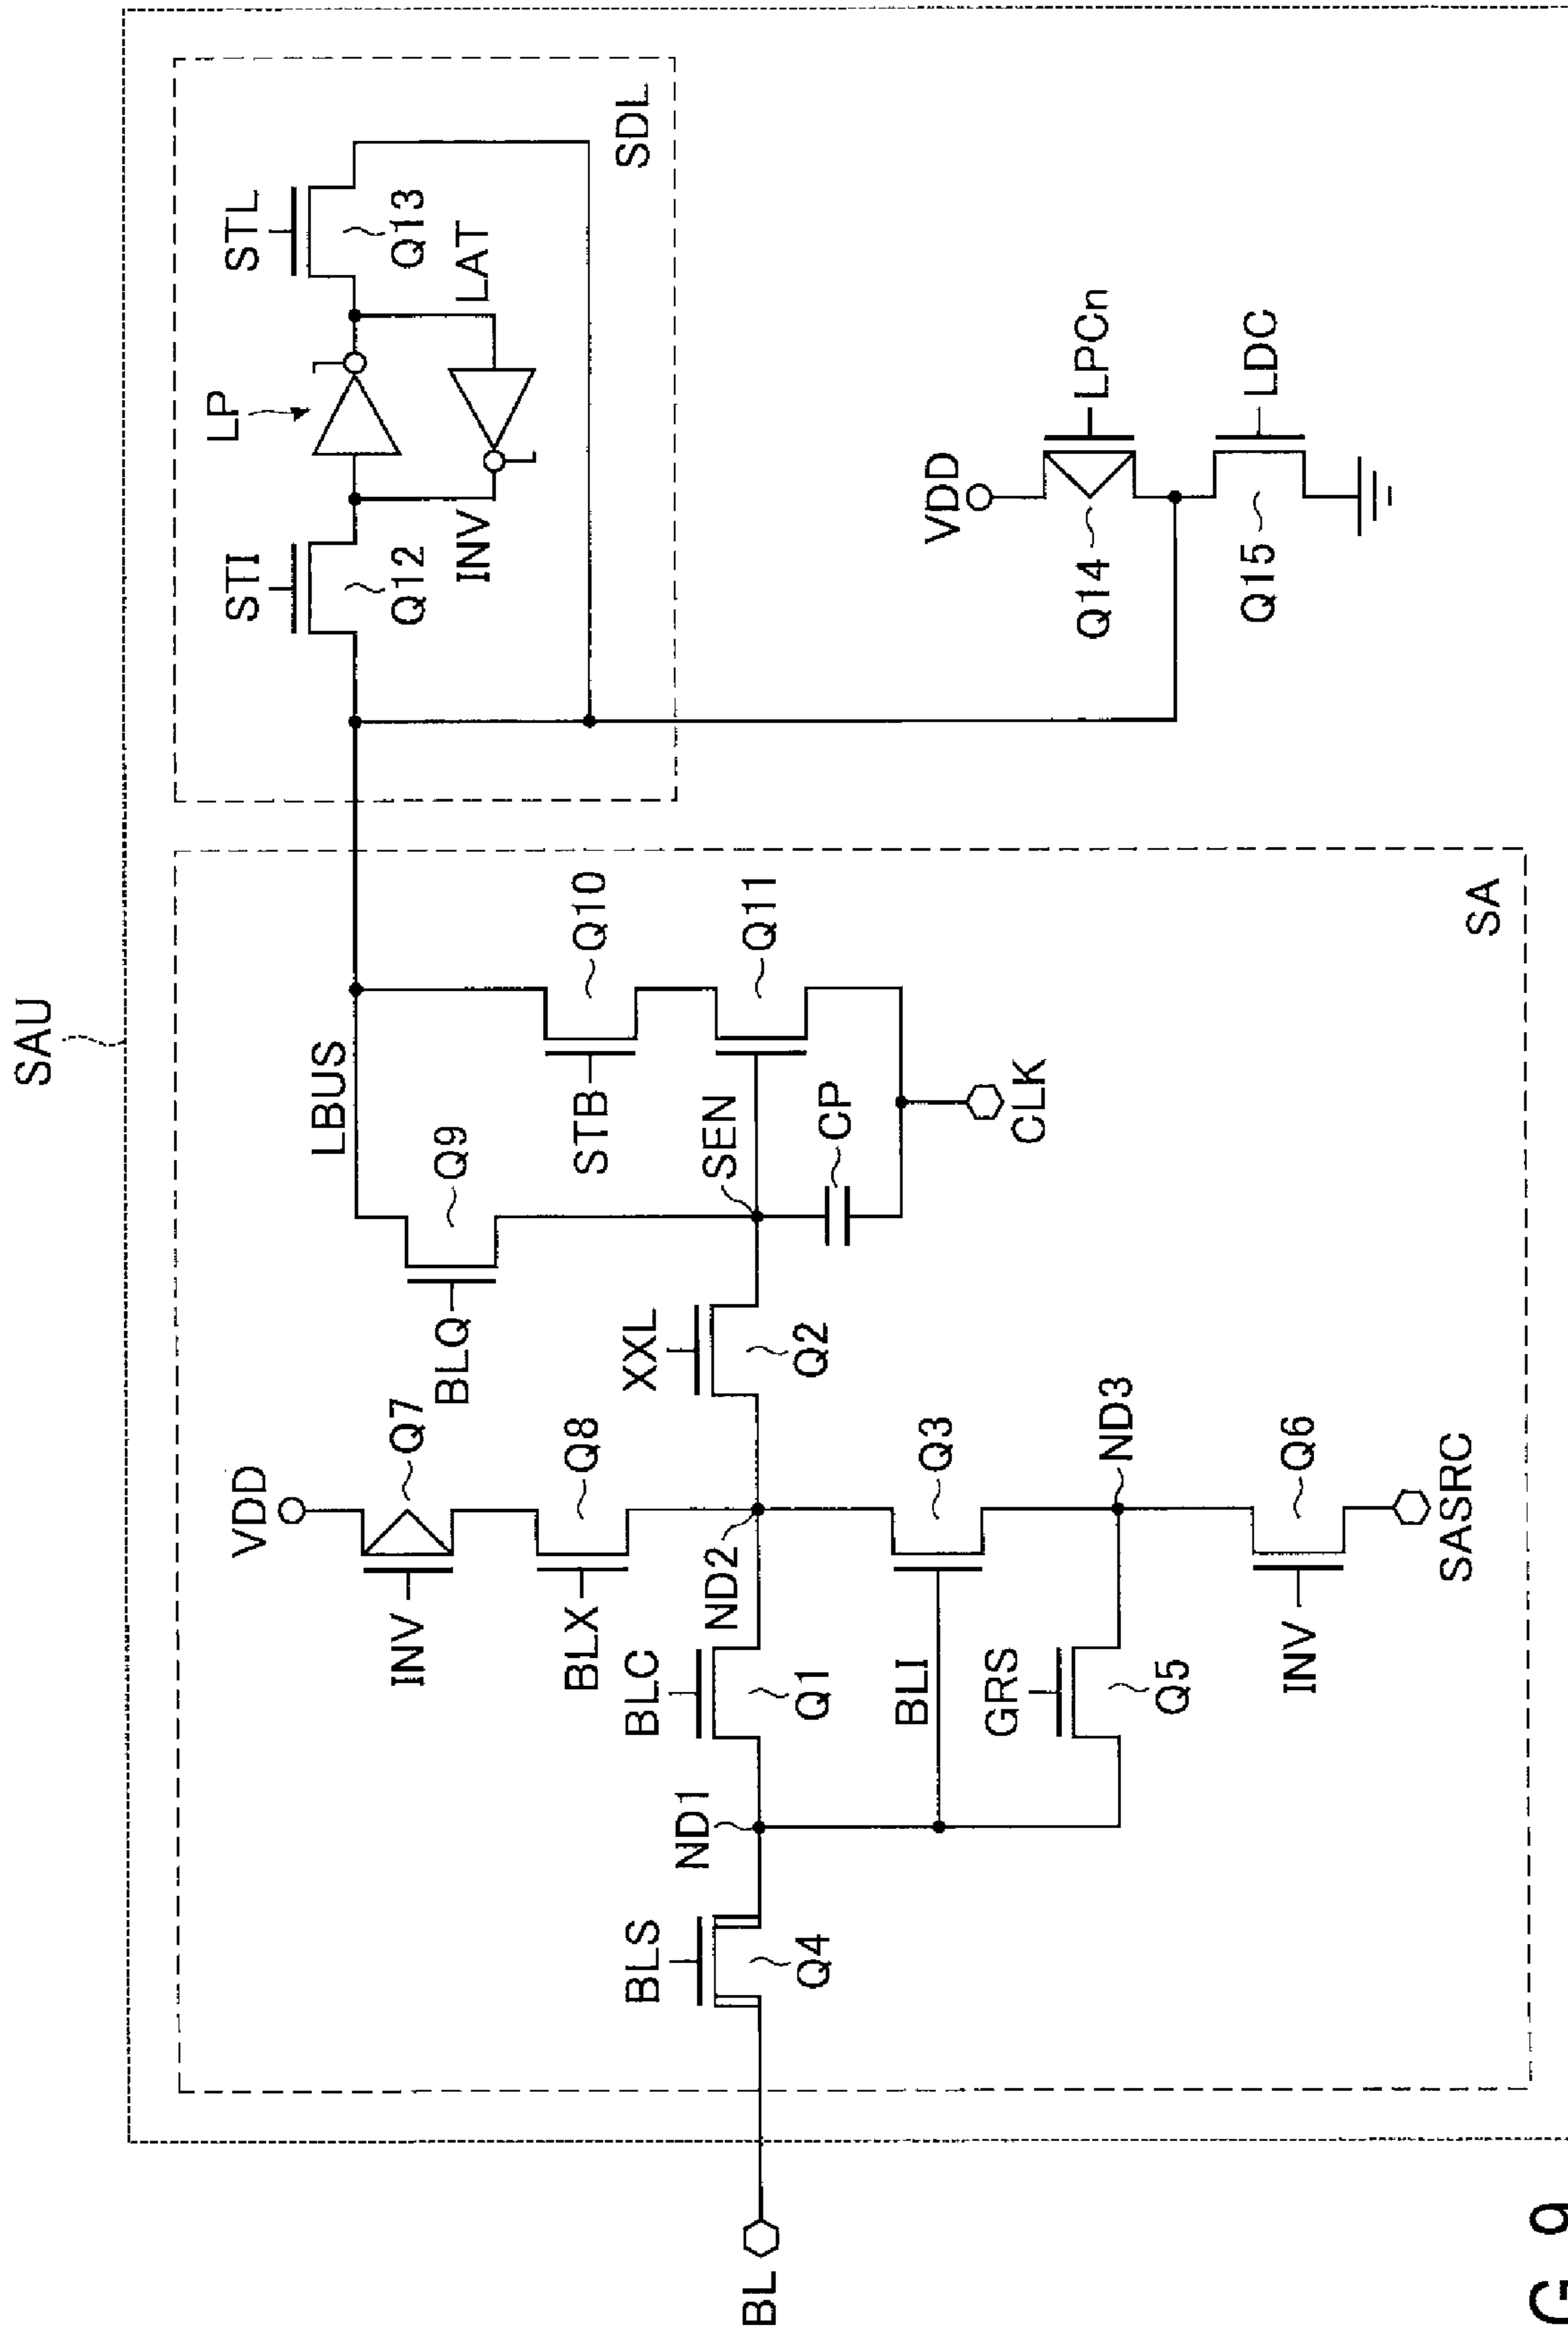 SAU
STI
STL
LP
Q12
Q13
INV
LAT
SDL
VDD
LPCn
Q14
LDC
Q15
VDD
INV
Q7
BLX
Q8
ND2
BLC
Q1
BLS
Q4
ND1
BL
BLI
Q3
GRS
Q5
ND3
INV
Q6
SASRC
XXL
Q2
BLQ
Q9
LBUS
STB
Q10
SEN
Q11
CP
CLK
SA
G. 9